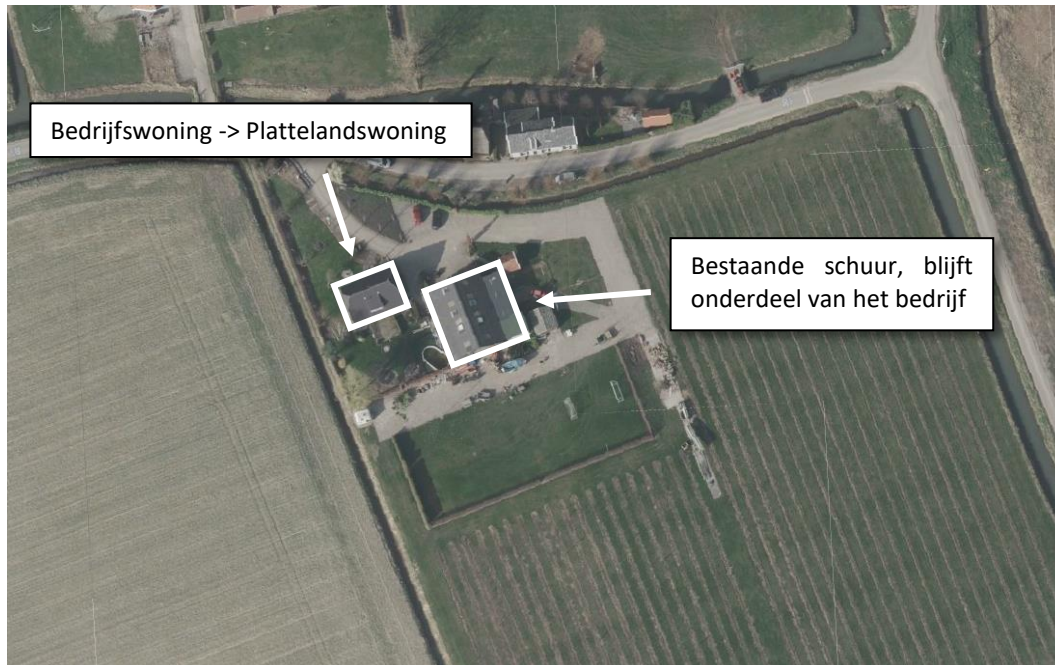 Bedrijfswoning -> Plattelandswoning
Bestaande schuur, blijft
onderdeel van het bedrijf